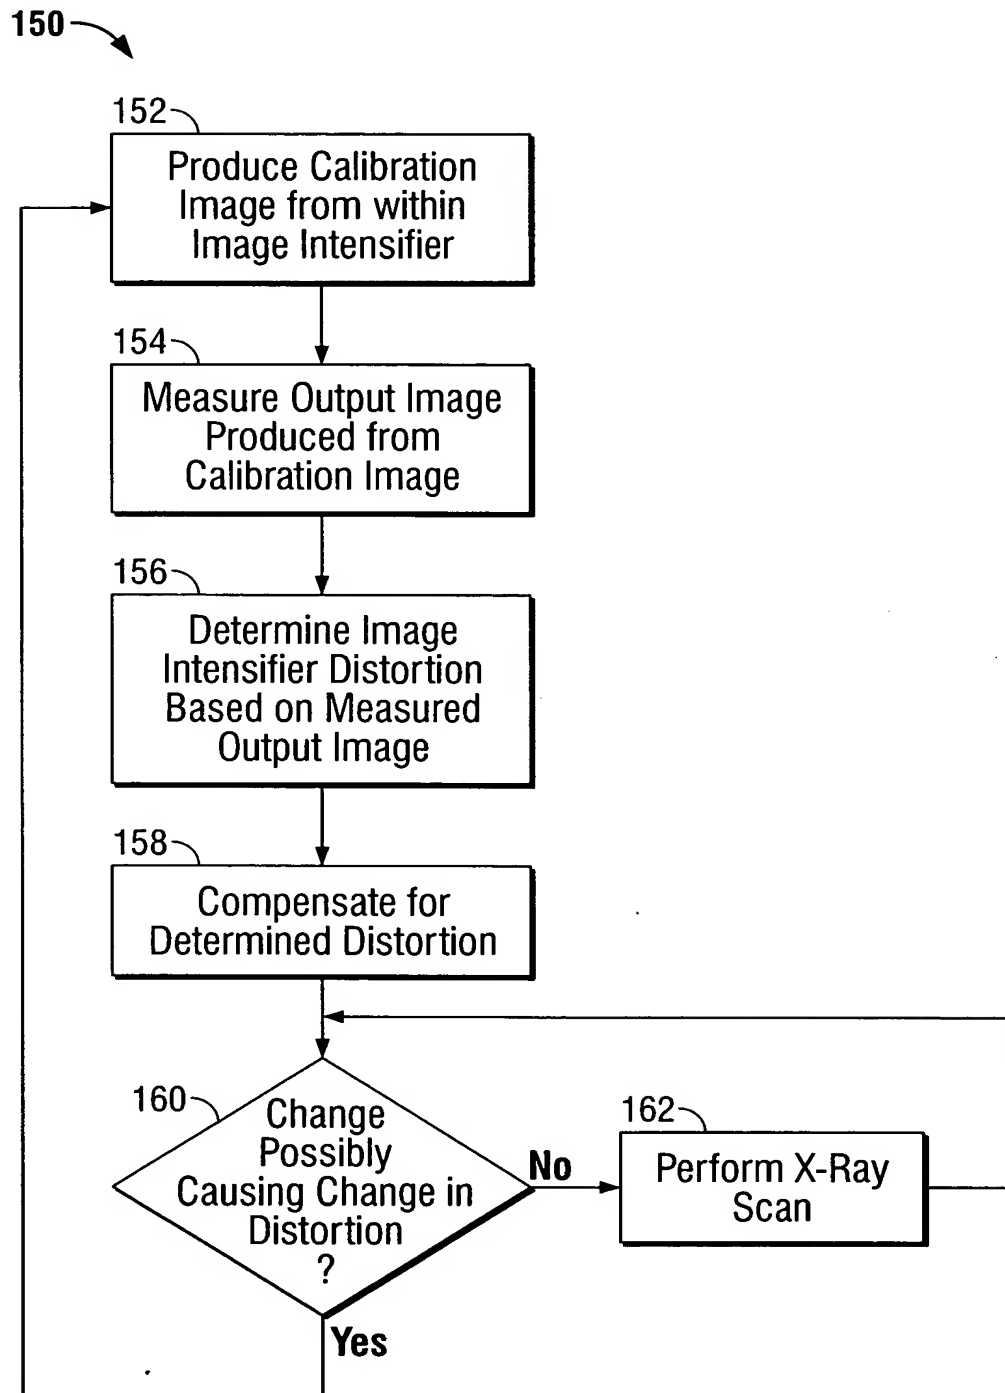 150
152
Produce Calibration
Image from within
Image Intensifier
154
Measure Output Image
Produced from
Calibration Image
156
Determine Image
Intensifier Distortion
Based on Measured
Output Image
158
Compensate for
Determined Distortion
160
Change
Possibly
Causing Change in
Distortion
?
No
162
Perform X-Ray
Scan
Yes